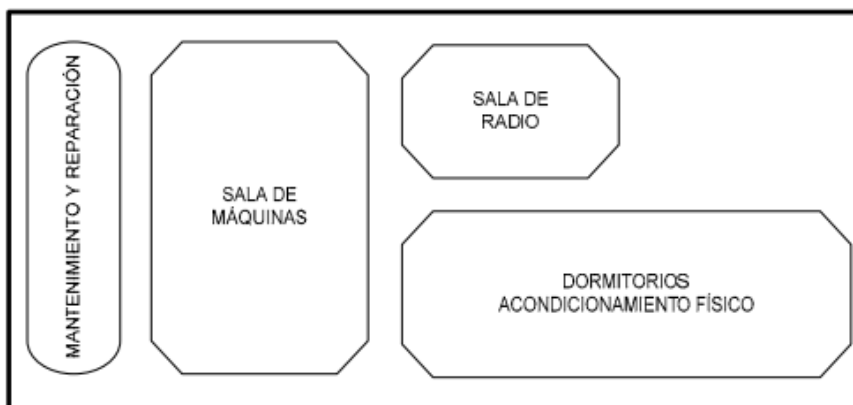 MANTENIMIENTO Y REPARACIÓN
SALA DE
MÁQUINAS
SALA DE
RADIO
DORMITORIOS
ACONDICIONAMIENTO FÍSICO